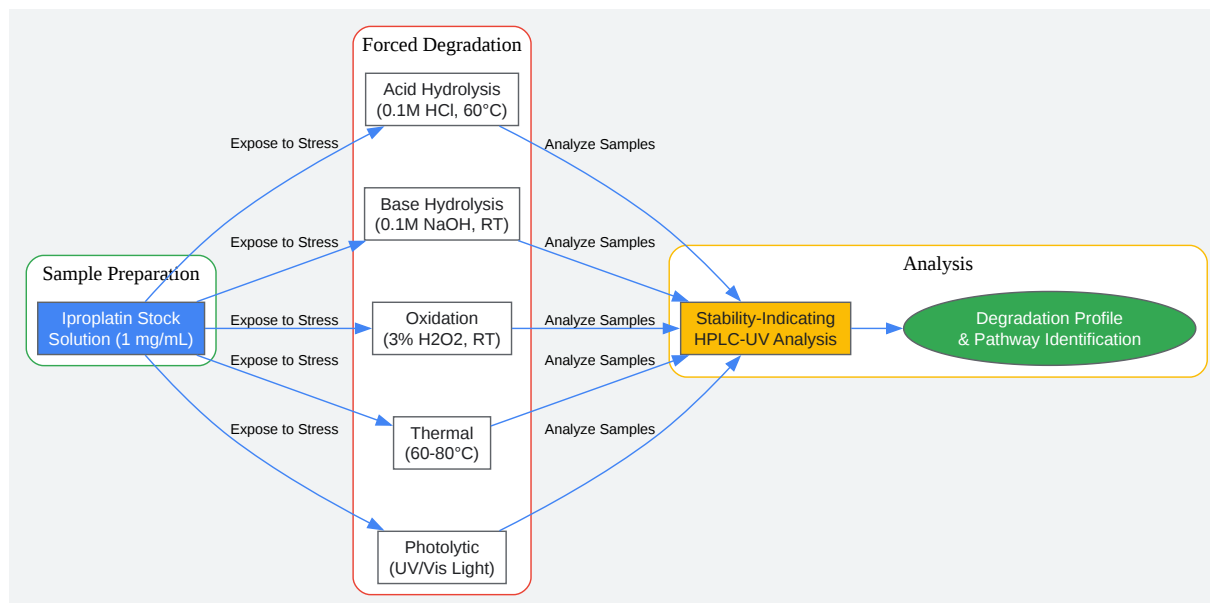 Forced Degradation
Acid Hydrolysis
(0.1M HCl, 60°C)
Expose to Stress
Analyze Samples
Base Hydrolysis
(0.1M NaOH, RT)
Expose to Stress
Analyze Samples
Sample Preparation
Analysis
Iproplatin Stock
Solution (1 mg/mL)
Expose to Stress
Oxidation
(3% H2O2, RT)
Analyze Samples
Stability-Indicating
HPLC-UV Analysis
Degradation Profile
& Pathway Identification
Expose to Stress
Analyze Samples
Thermal
(60-80°C)
Expose to Stress
Analyze Samples
Photolytic
(UV/Vis Light)